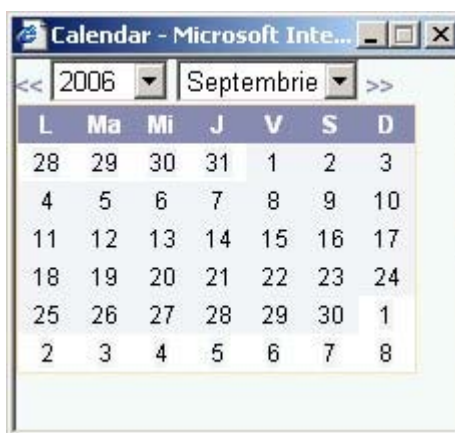 Calendar - Microsoft Inte...
<< 2006 Septembrie >>
L Ma Mi J V S D
28 29 30 31 1 2 3
4 5 6 7 8 9 10
11 12 13 14 15 16 17
18 19 20 21 22 23 24
25 26 27 28 29 30 1
2 3 4 5 6 7 8